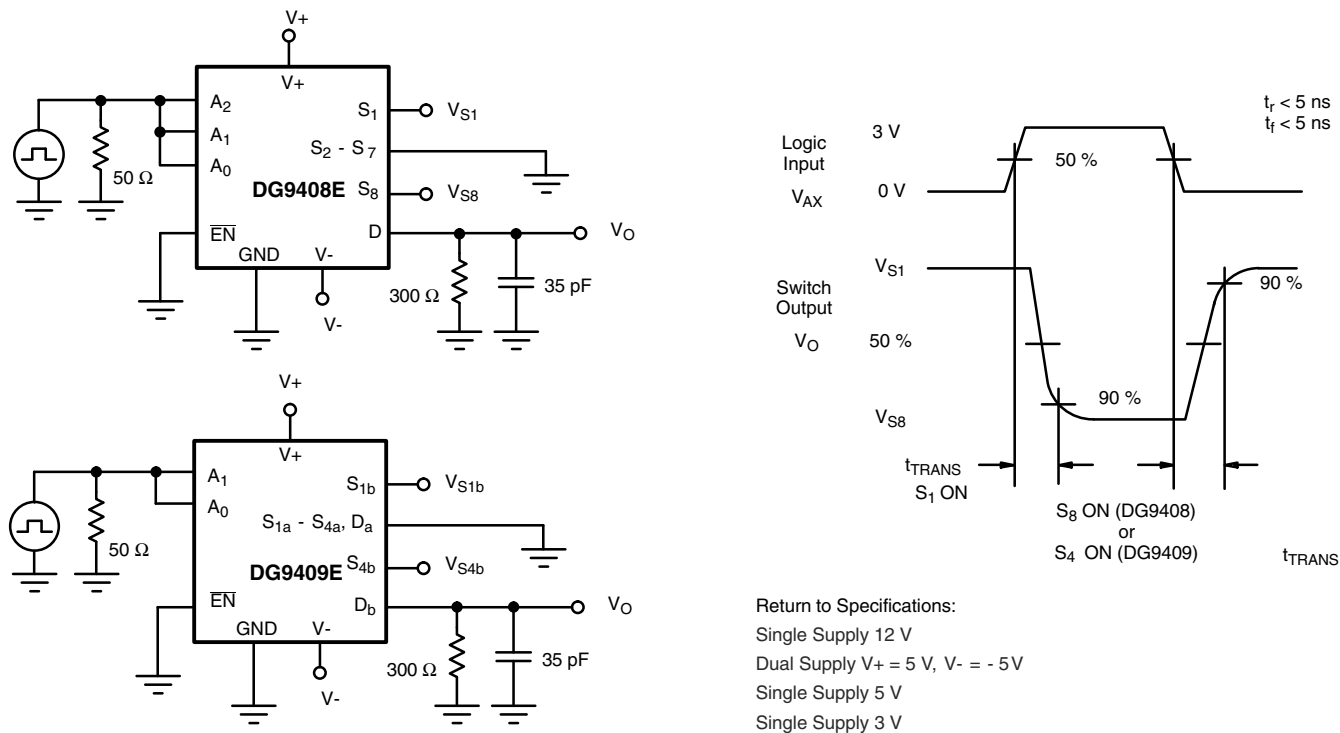 V+
V+
A2
A1
A0
50 Ω
S1
VS1
S2 - S7
DG9408E
S8
VS8
D
VO
EN
GND
V-
V-
300 Ω
35 pF
V+
V+
A1
A0
50 Ω
S1b
VS1b
S1a - S4a, Da
DG9409E
S4b
VS4b
Db
VO
EN
GND
V-
V-
300 Ω
35 pF
tr < 5 ns
tf < 5 ns
Logic
Input
VAX
3 V
50 %
0 V
VS1
Switch
Output
VO
50 %
90 %
90 %
VS8
tTRANS
S1 ON
S8 ON (DG9408)
or
S4 ON (DG9409)
tTRANS
Return to Specifications:
Single Supply 12 V
Dual Supply V+ = 5 V, V- = - 5 V
Single Supply 5 V
Single Supply 3 V